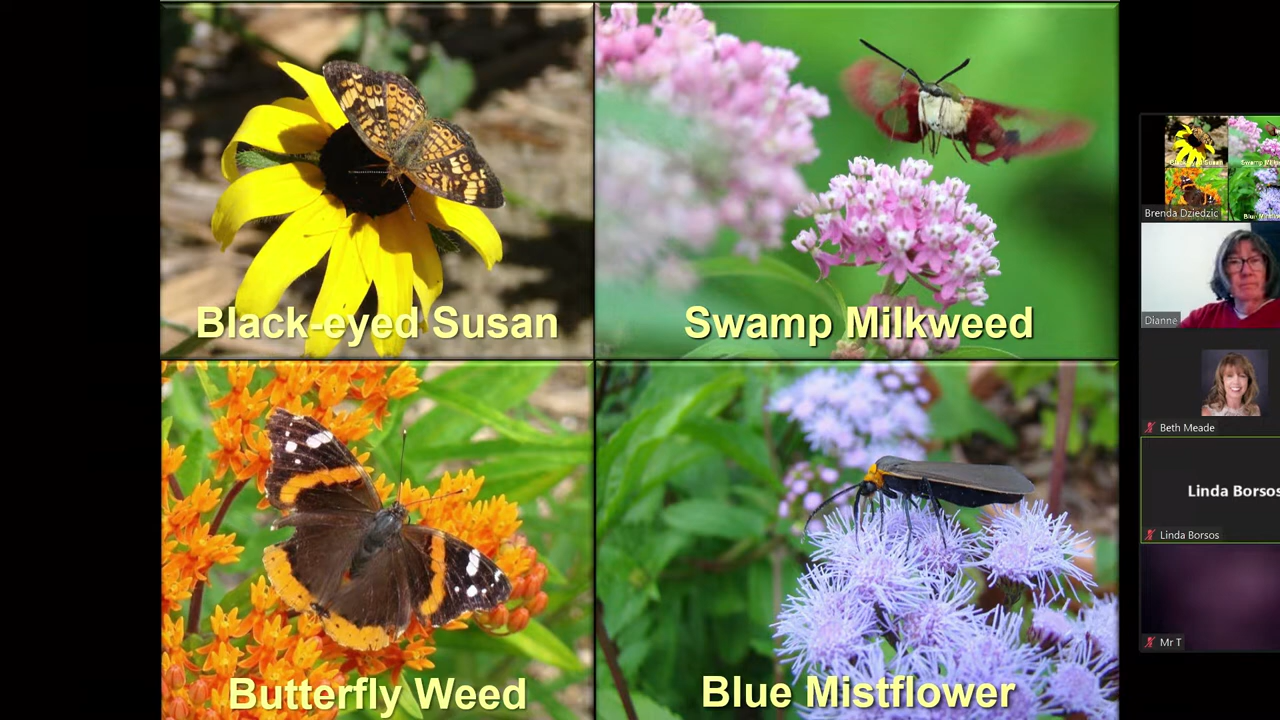 Black-eyed Susan
Swamp Milkweed
Butterfly Weed
Blue Mistflower
Brenda Dziedzic
Dianne
Beth Meade
Linda Borsos
Linda Borsos
Mr T